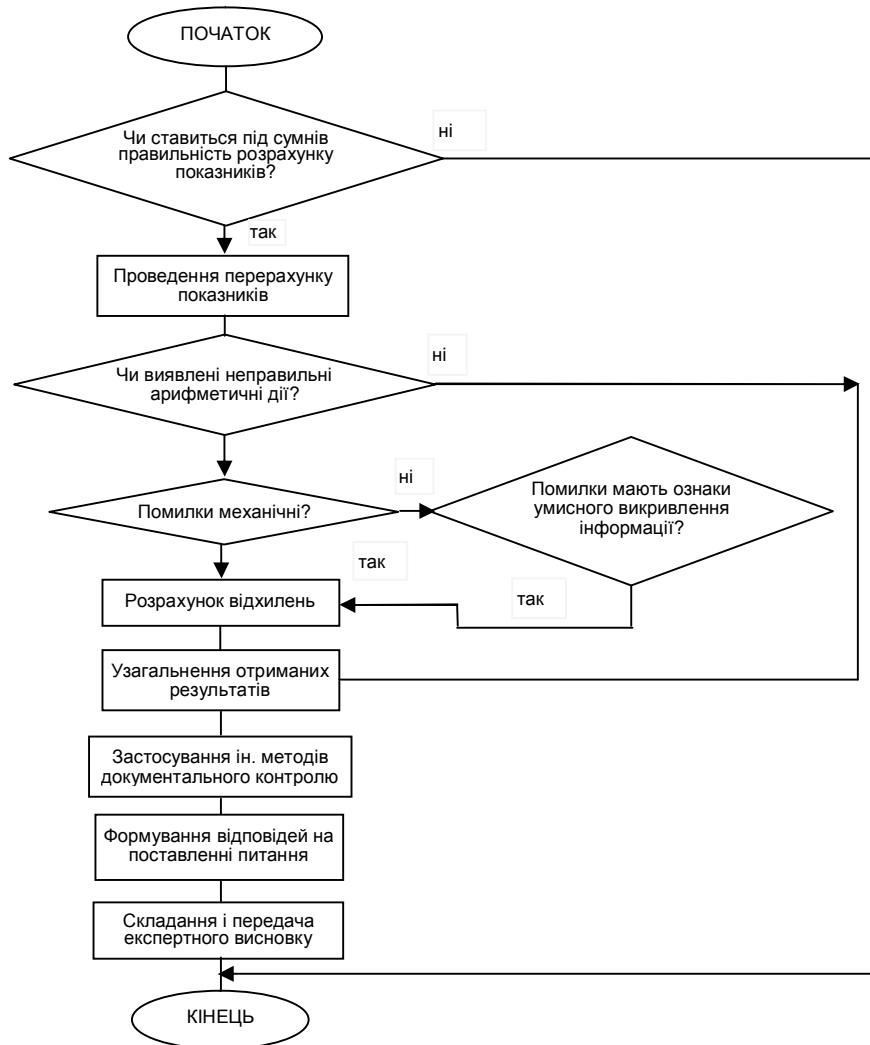 ПОЧАТОК
ні
Чи ставиться під сумнів
правильність розрахунку
показників?
так
Проведення перерахунку
показників
ні
Чи виявлені неправильні
арифметичні дії?
ні
Помилки механічні?
Помилки мають ознаки
умисного викривлення
інформації?
так
Розрахунок відхилень
так
Узагальнення отриманих
результатів
Застосування ін. методів
документального контролю
Формування відповідей на
поставленні питання
Складання і передача
експертного висновку
КІНЕЦЬ